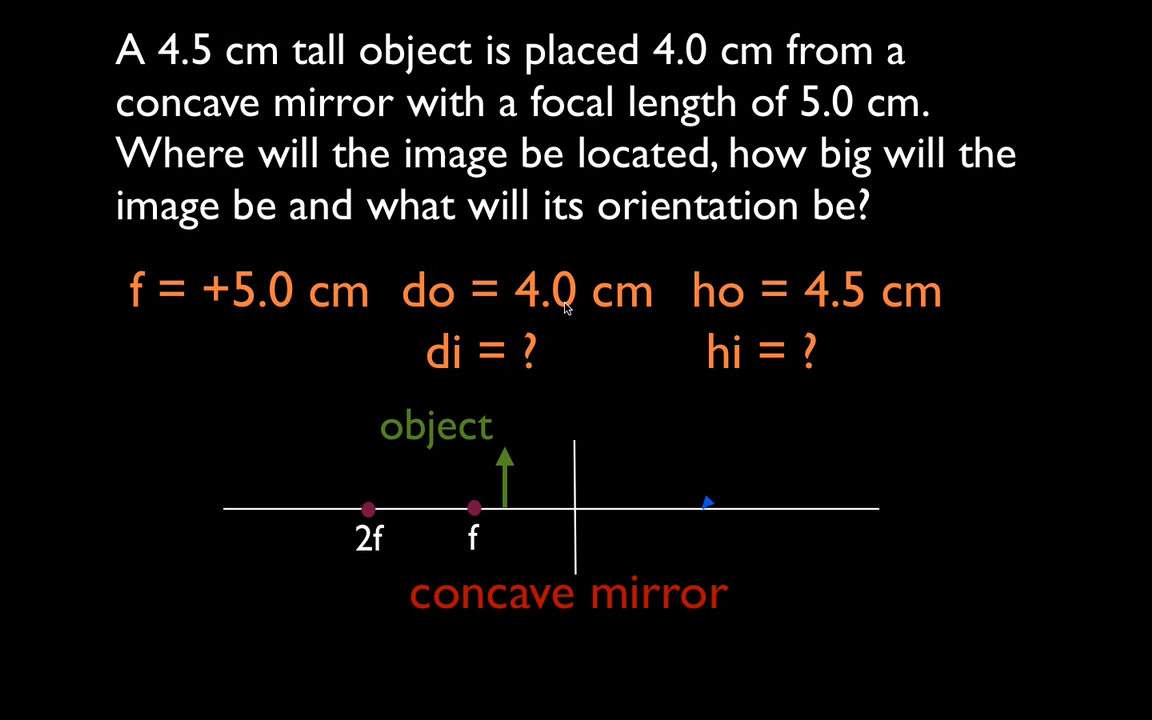 A 4.5 cm tall object is placed 4.0 cm from a
concave mirror with a focal length of 5.0 cm.
Where will the image be located, how big will the
image be and what will its orientation be?
f = +5.0 cm do = 4.0 cm ho = 4.5 cm
di = ? hi = ?
object
2f f
concave mirror